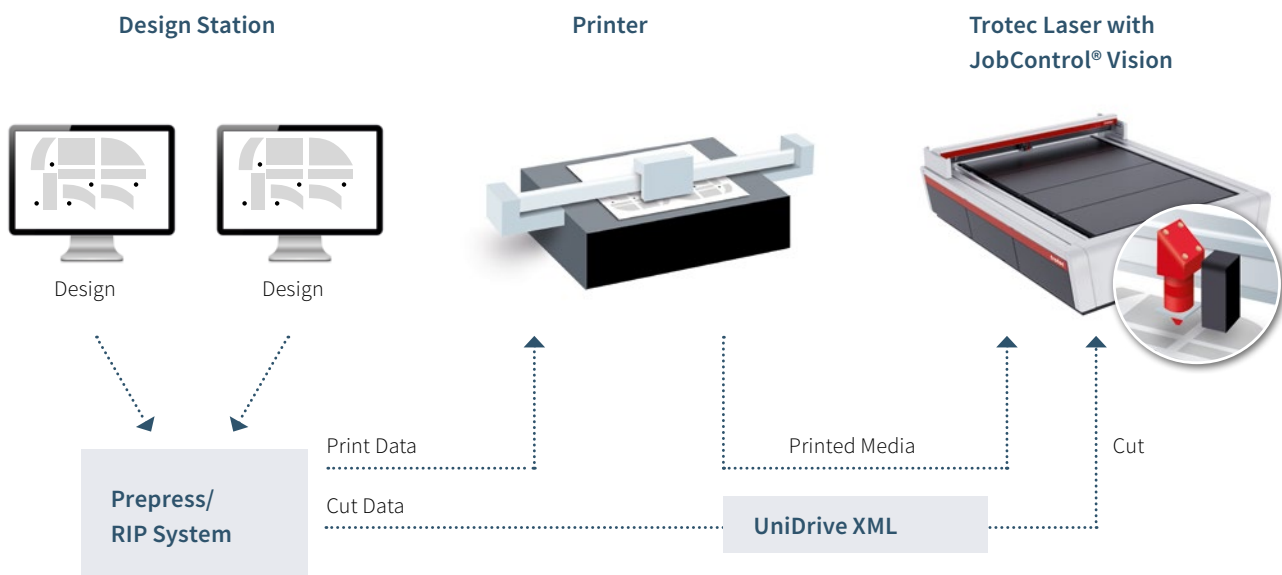 Design Station
Printer
Trotec Laser with
JobControl® Vision
Design
Design
Print Data
Printed Media
Cut
Prepress/
RIP System
Cut Data
UniDrive XML